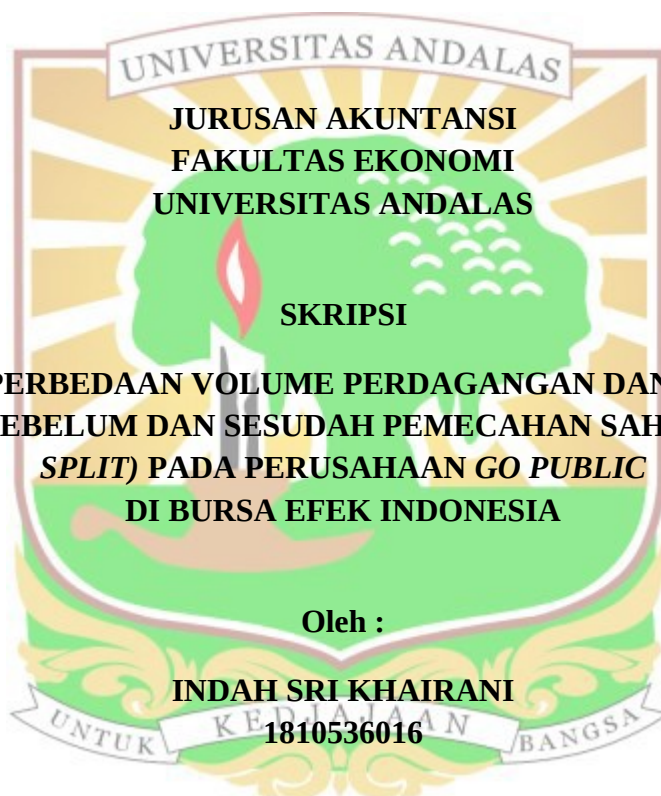 UNIVERSITAS ANDALAS
JURUSAN AKUNTANSI
FAKULTAS EKONOMI
UNIVERSITAS ANDALAS
SKRIPSI
PERBEDAAN VOLUME PERDAGANGAN DAN
EBELUM DAN SESUDAH PEMECAHAN SAH
SPLIT) PADA PERUSAHAAN GO PUBLIC
DI BURSA EFEK INDONESIA
Oleh :
INDAH SRI KHAIRANI
1810536016
UNTUK KEDJAJAAN BANGSA